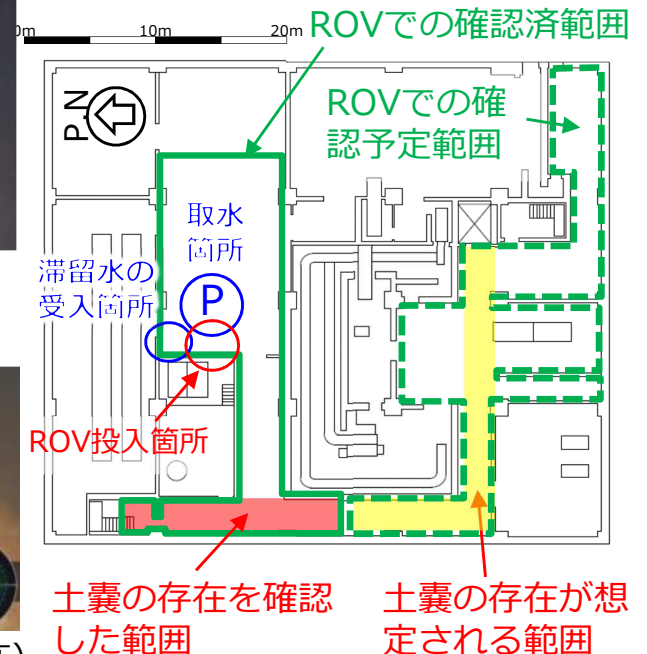 0m 10m 20m
ROVでの確認済範囲
P.N
ROVでの確
認予定範囲
取水
箇所
滞留水の
受入箇所
P
ROV投入箇所
土嚢の存在を確認
した範囲
土嚢の存在が想
定される範囲